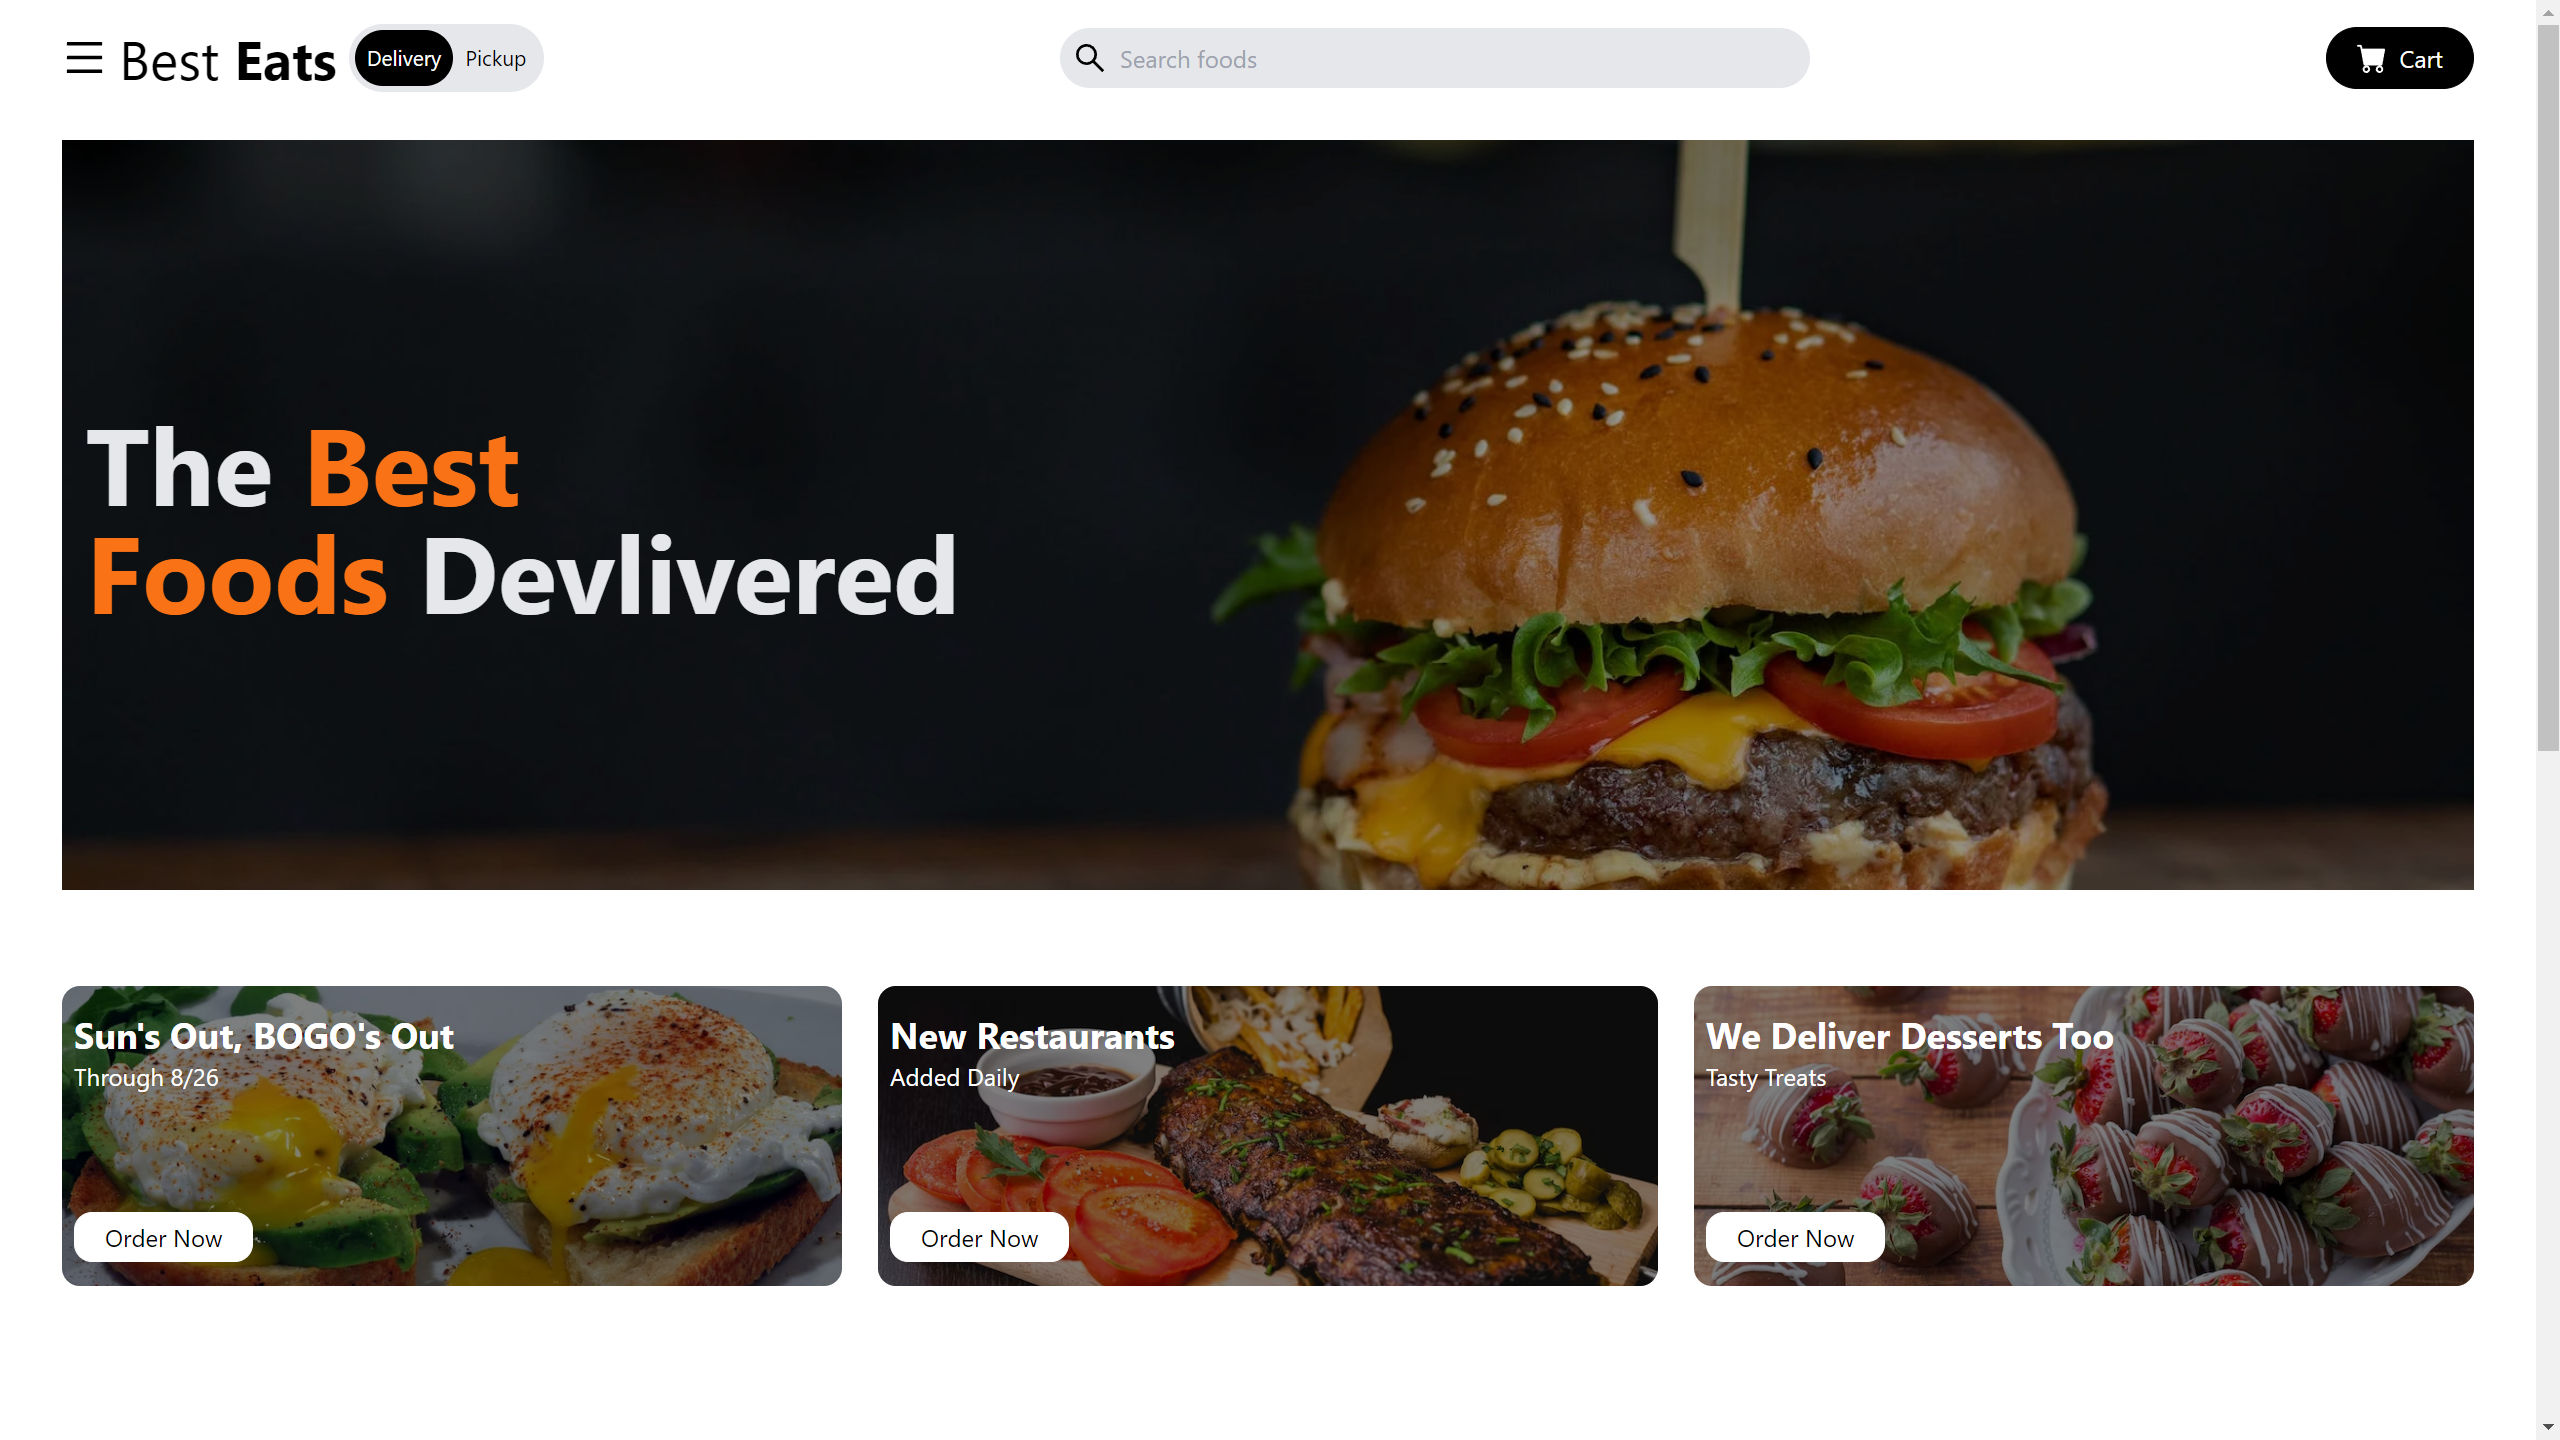 Best Eats
Delivery
Pickup
Search foods
Cart
The Best
Foods Devlivered
Sun's Out, BOGO's Out
Through 8/26
Order Now
New Restaurants
Added Daily
Order Now
We Deliver Desserts Too
Tasty Treats
Order Now